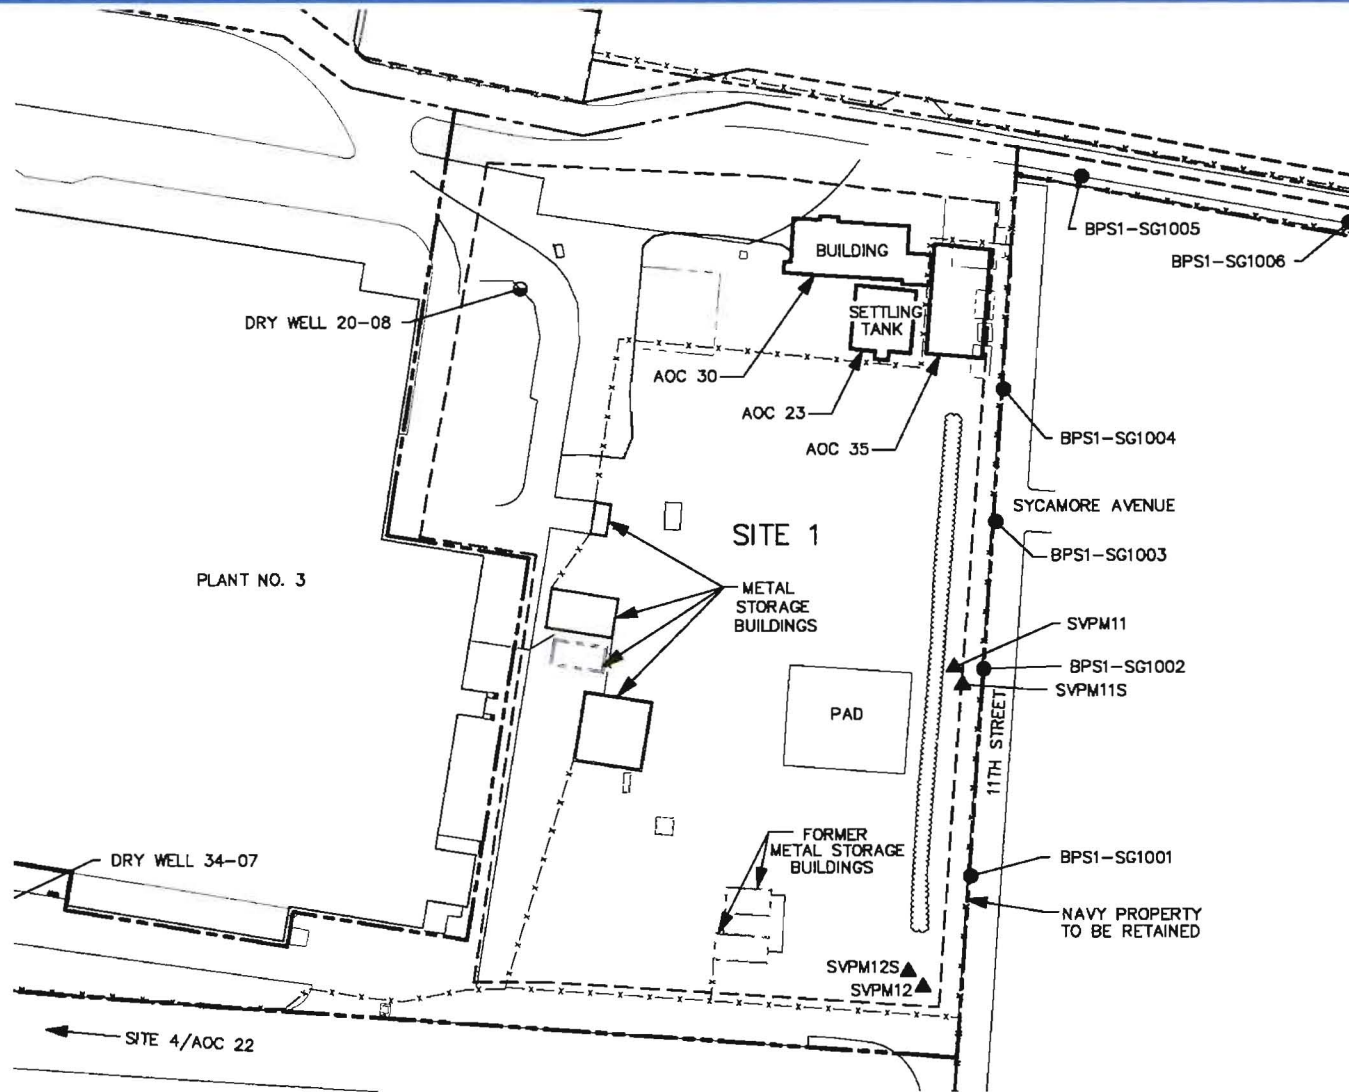 BPS1-SG1005
BPS1-SG1006
BUILDING
DRY WELL 20-08
SETTLING
TANK
AOC 30
AOC 23
AOC 35
BPS1-SG1004
SYCAMORE AVENUE
SITE 1
BPS1-SG1003
PLANT NO. 3
METAL
STORAGE
BUILDINGS
SVPM11
BPS1-SG1002
SVPM11S
PAD
11TH STREET
FORMER
METAL STORAGE
BUILDINGS
DRY WELL 34-07
BPS1-SG1001
NAVY PROPERTY
TO BE RETAINED
SVPM12S
SVPM12
SITE 4/AOC 22